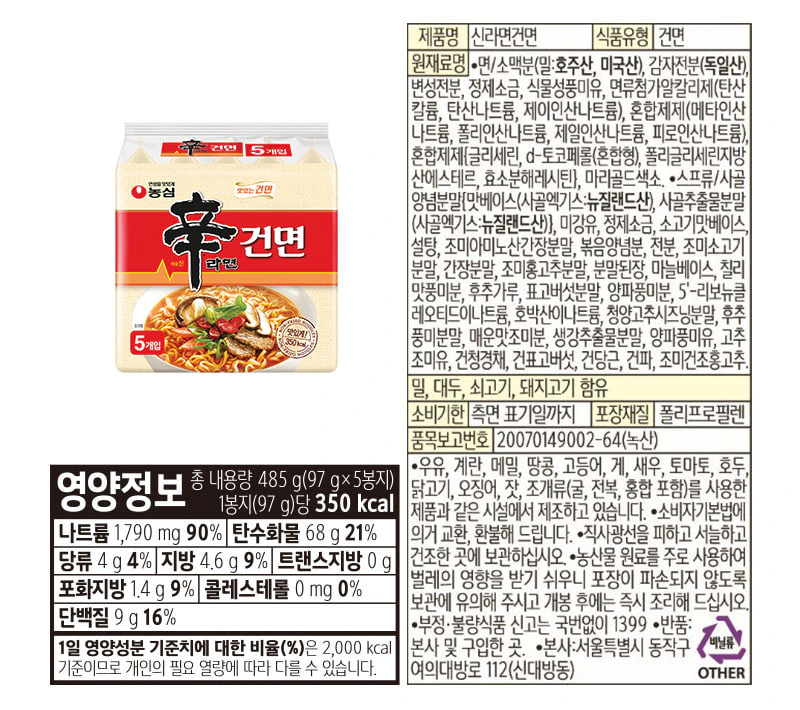 辛라면 건면 5개입
언성을 맛있게
농심
맛있는 건면
辛
건면
매운 신
라면
맛있게!
350kcal
5개입
영양정보 총 내용량 485 g(97 g×5봉지)
1봉지(97 g)당 350 kcal
나트륨 1,790 mg 90% 탄수화물 68 g 21%
당류 4 g 4% 지방 4.6 g 9% 트랜스지방 0 g
포화지방 1.4 g 9% 콜레스테롤 0 mg 0%
단백질 9 g 16%
1일 영양성분 기준치에 대한 비율(%)은 2,000 kcal
기준이므로 개인의 필요 열량에 따라 다를 수 있습니다.
제품명 신라면건면 식품유형 건면
원재료명 •면/소맥분(밀:호주산, 미국산), 감자전분(독일산),
변성전분, 정제소금, 식물성풍미유, 면류첨가알칼리제(탄산
칼륨, 탄산나트륨, 제이인산나트륨), 혼합제제(메타인산
나트륨, 폴리인산나트륨, 제일인산나트륨, 피로인산나트륨),
혼합제제[글리세린, d-토코페롤(혼합형), 폴리글리세린지방
산에스테르, 효소분해레시틴], 마리골드색소. •스프류/사골
양념분말{맛베이스(사골엑기스:뉴질랜드산), 사골추출물분말
(사골엑기스:뉴질랜드산)}, 미강유, 정제소금, 소고기맛베이스,
설탕, 조미아미노산간장분말, 볶음양념분, 전분, 조미소고기
분말, 간장분말, 조미홍고추분말, 분말된장, 마늘베이스, 칠리
맛풍미분, 후추가루, 표고버섯분말, 양파풍미분, 5'-리보뉴클
레오티드이나트륨, 호박산이나트륨, 청양고추시즈닝분말, 후추
풍미분말, 매운맛조미분, 생강추출물분말, 양파풍미유, 고추
조미유, 건청경채, 건표고버섯, 건당근, 건파, 조미건조홍고추.
밀, 대두, 쇠고기, 돼지고기 함유
소비기한 측면 표기일까지 포장재질 폴리프로필렌
품목보고번호 20070149002-64(녹산)
•우유, 계란, 메밀, 땅콩, 고등어, 게, 새우, 토마토, 호두,
닭고기, 오징어, 잣, 조개류(굴, 전복, 홍합 포함)를 사용한
제품과 같은 시설에서 제조하고 있습니다. •소비자기본법에
의거 교환, 환불해 드립니다. •직사광선을 피하고 서늘하고
건조한 곳에 보관하십시오. •농산물 원료를 주로 사용하여
벌레의 영향을 받기 쉬우니 포장이 파손되지 않도록
보관에 유의해 주시고 개봉 후에는 즉시 조리해 드십시오.
•부정·불량식품 신고는 국번없이 1399 •반품:
본사 및 구입한 곳. •본사:서울특별시 동작구
여의대방로 112(신대방동)
비닐류
OTHER